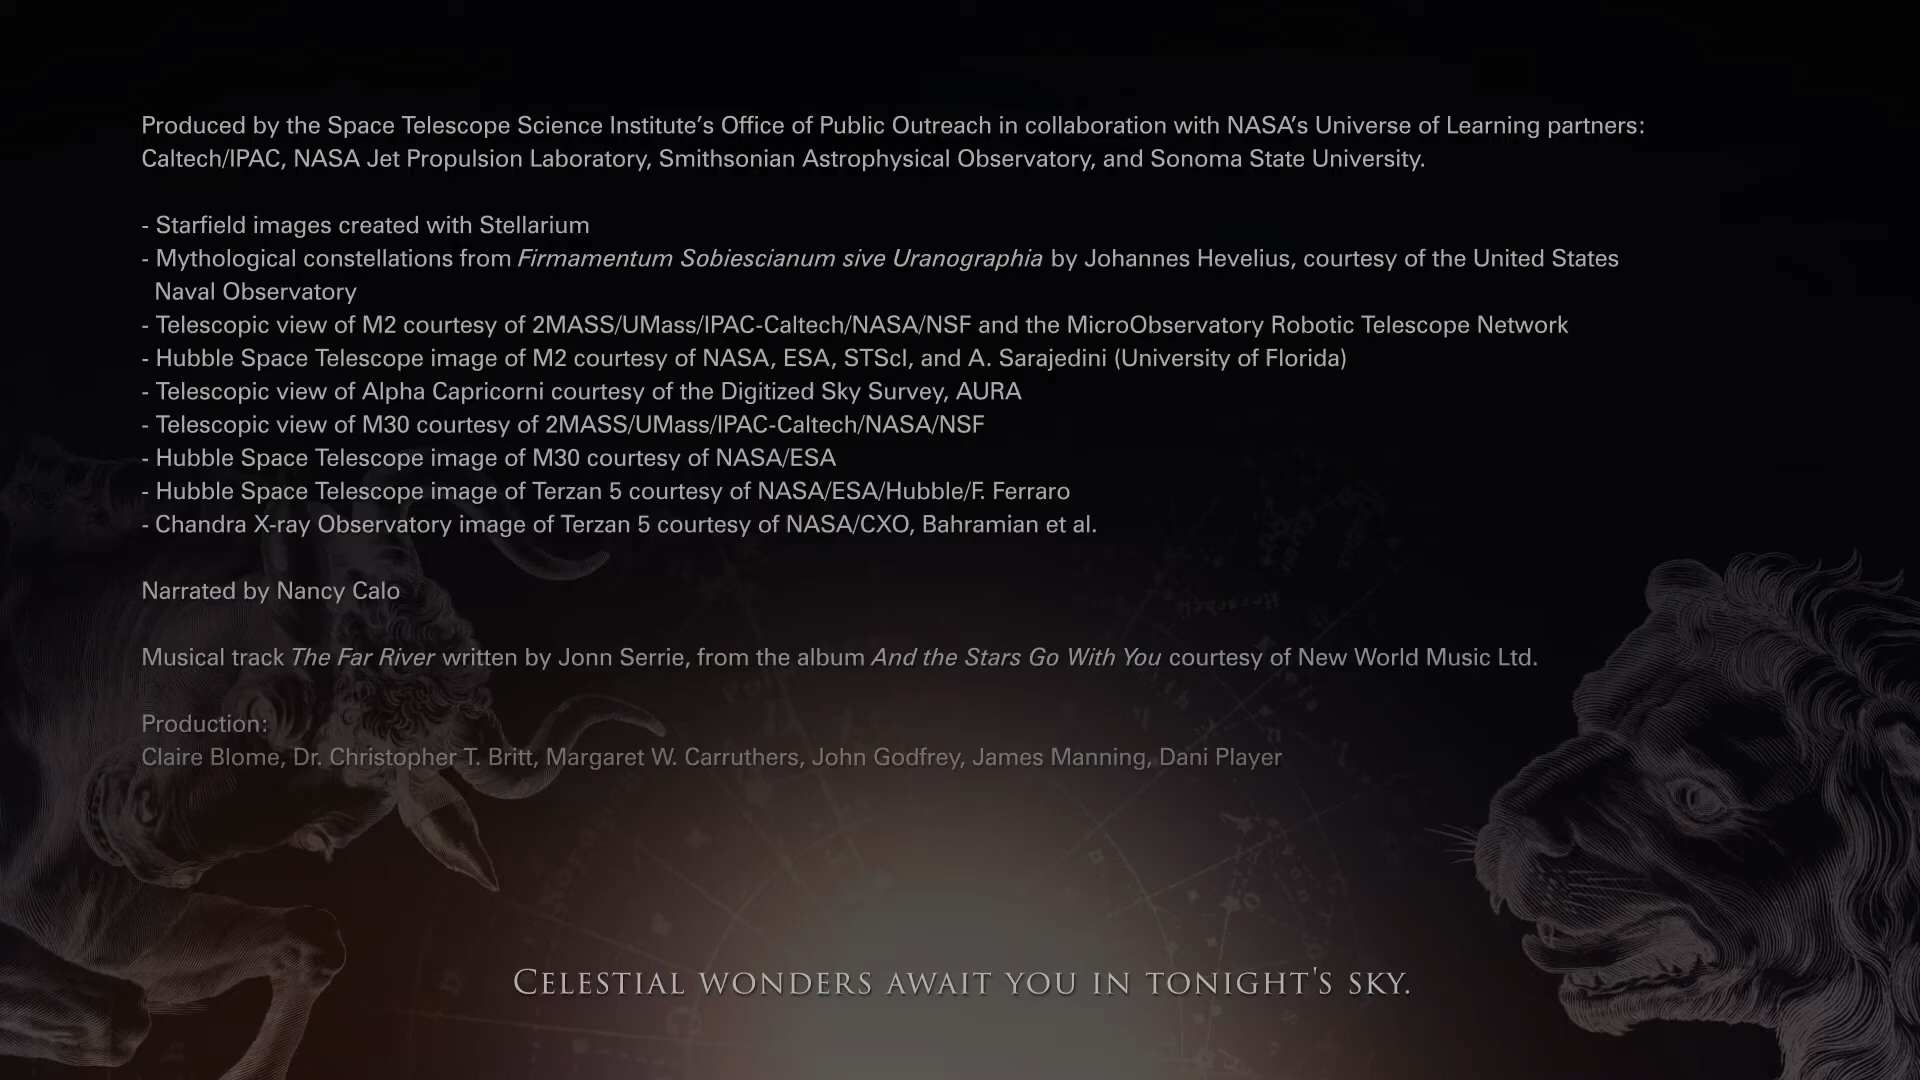 Produced by the Space Telescope Science Institute’s Office of Public Outreach in collaboration with NASA’s Universe of Learning partners:
Caltech/IPAC, NASA Jet Propulsion Laboratory, Smithsonian Astrophysical Observatory, and Sonoma State University.
- Starfield images created with Stellarium
- Mythological constellations from Firmamentum Sobiescianum sive Uranographia by Johannes Hevelius, courtesy of the United States
Naval Observatory
- Telescopic view of M2 courtesy of 2MASS/UMass/IPAC-Caltech/NASA/NSF and the MicroObservatory Robotic Telescope Network
- Hubble Space Telescope image of M2 courtesy of NASA, ESA, STScI, and A. Sarajedini (University of Florida)
- Telescopic view of Alpha Capricorni courtesy of the Digitized Sky Survey, AURA
- Telescopic view of M30 courtesy of 2MASS/UMass/IPAC-Caltech/NASA/NSF
- Hubble Space Telescope image of M30 courtesy of NASA/ESA
- Hubble Space Telescope image of Terzan 5 courtesy of NASA/ESA/Hubble/F. Ferraro
- Chandra X-ray Observatory image of Terzan 5 courtesy of NASA/CXO, Bahramian et al.
Narrated by Nancy Calo
Musical track The Far River written by Jonn Serrie, from the album And the Stars Go With You courtesy of New World Music Ltd.
Production:
Claire Blome, Dr. Christopher T. Britt, Margaret W. Carruthers, John Godfrey, James Manning, Dani Player
Celestial wonders await you in tonight's sky.